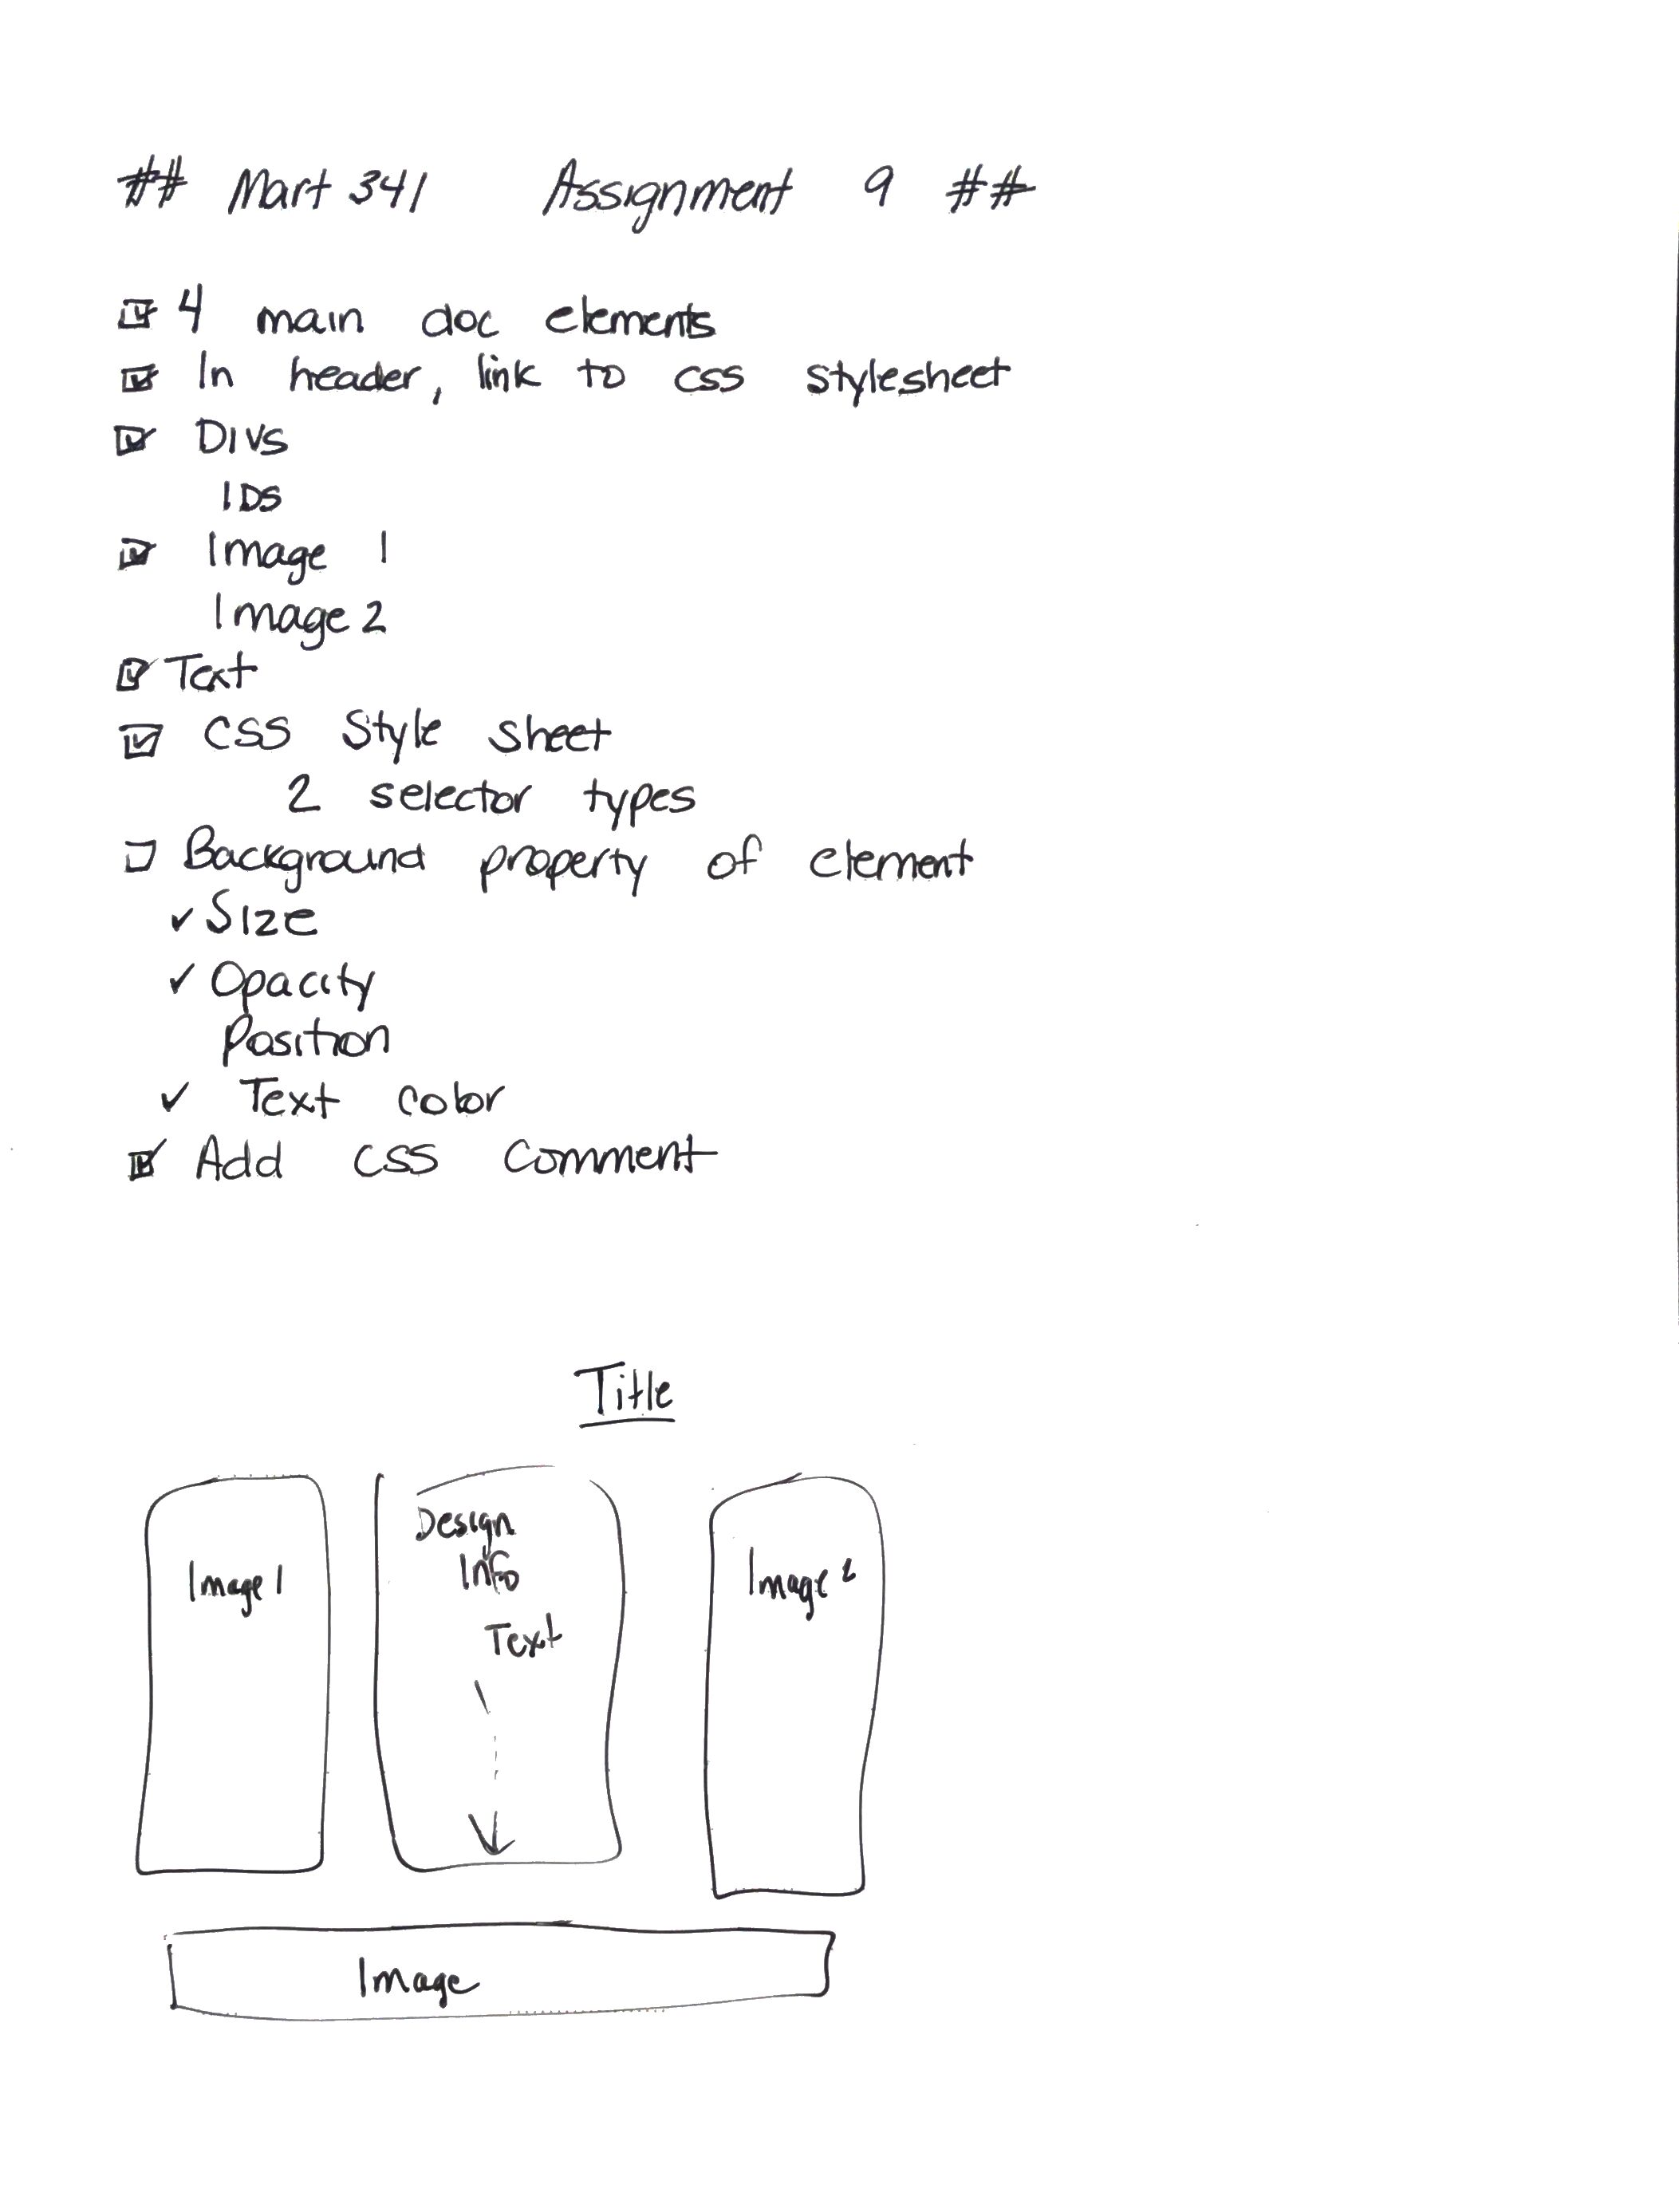 ## Mart 341 Assignment 9 ##
☑ 4 main doc elements
☑ In header, link to css stylesheet
☑ Divs
IDs
☑ Image 1
Image 2
☑ Text
☑ CSS Style sheet
2 selector types
☐ Background property of element
✓ Size
✓ Opacity
Position
✓ Text color
☑ Add CSS Comment
Title
Image 1
Design
Info
Text
Image 2
Image